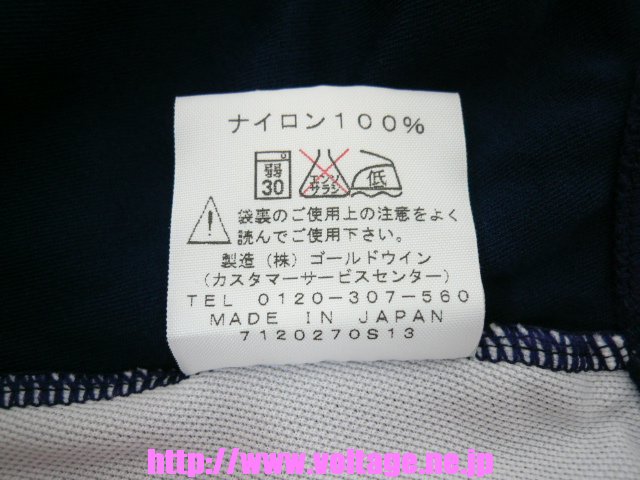 ナイロン100%
弱
30
エンソ
サラシ
低
袋裏のご使用上の注意をよく
読んでご使用下さい。
製造(株)ゴールドウイン
(カスタマーサービスセンター)
TEL 0120-307-560
MADE IN JAPAN
7120270S13
http://www.voltage.ne.jp